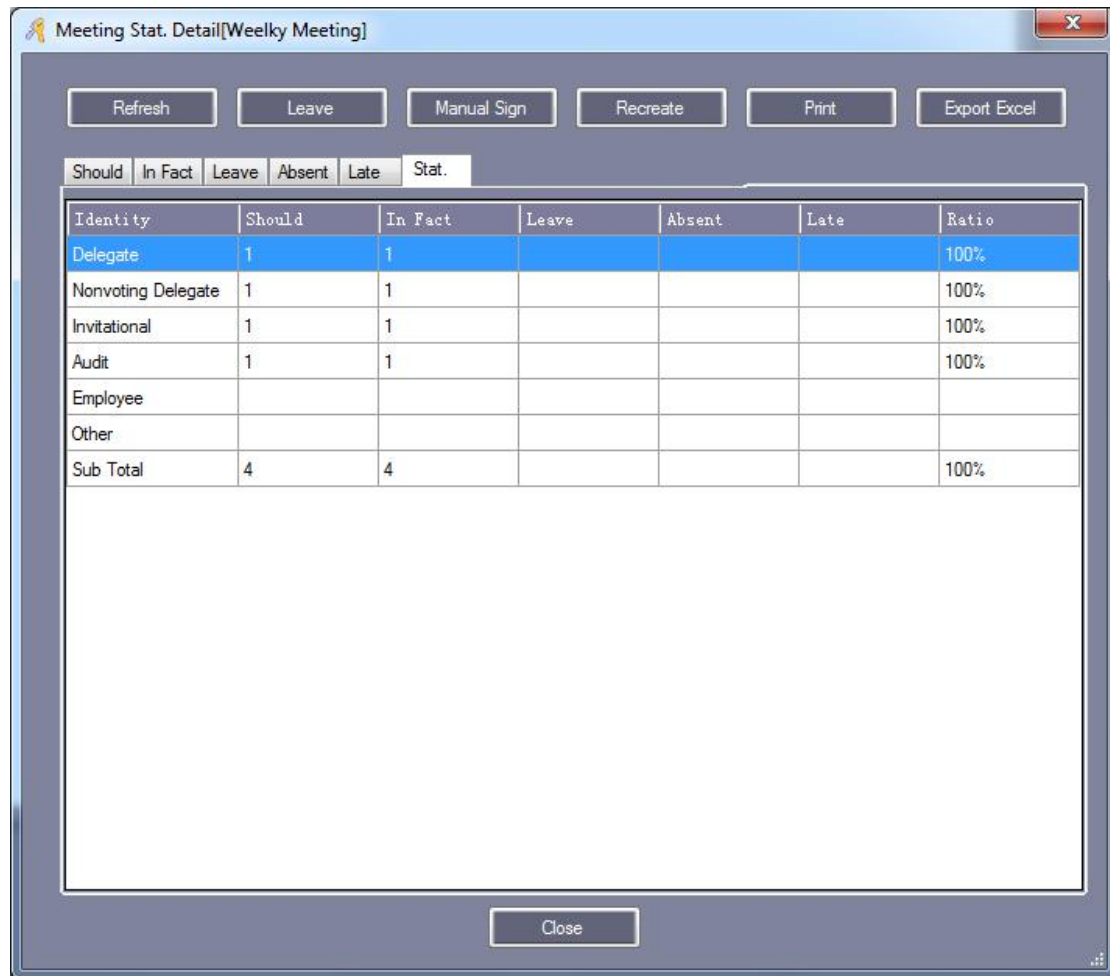 Meeting Stat. Detail[Weelky Meeting]
Refresh Leave Manual Sign Recreate Print Export Excel
Should In Fact Leave Absent Late Stat.
Identity Should In Fact Leave Absent Late Ratio
Delegate 1 1 100%
Nonvoting Delegate 1 1 100%
Invitational 1 1 100%
Audit 1 1 100%
Employee
Other
Sub Total 4 4 100%
Close